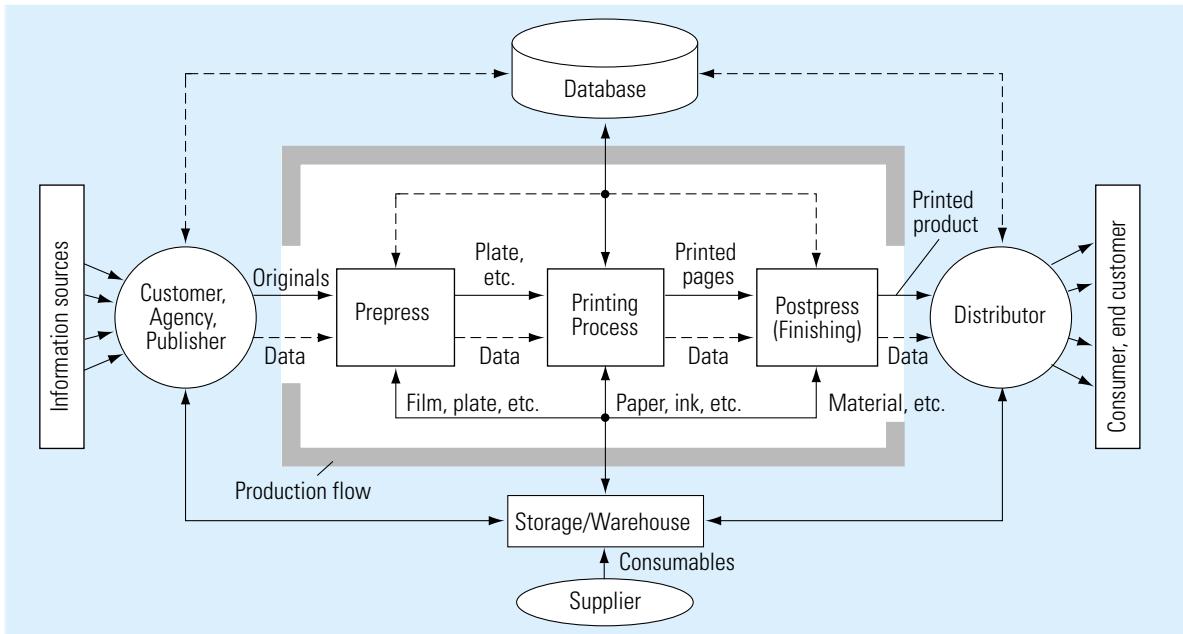 Database
Information sources
Customer,
Agency,
Publisher
Originals
Data
Prepress
Plate,
etc.
Data
Printing
Process
Printed
pages
Data
Postpress
(Finishing)
Printed
product
Data
Distributor
Consumer, end customer
Film, plate, etc.
Paper, ink, etc.
Material, etc.
Production flow
Storage/Warehouse
Consumables
Supplier